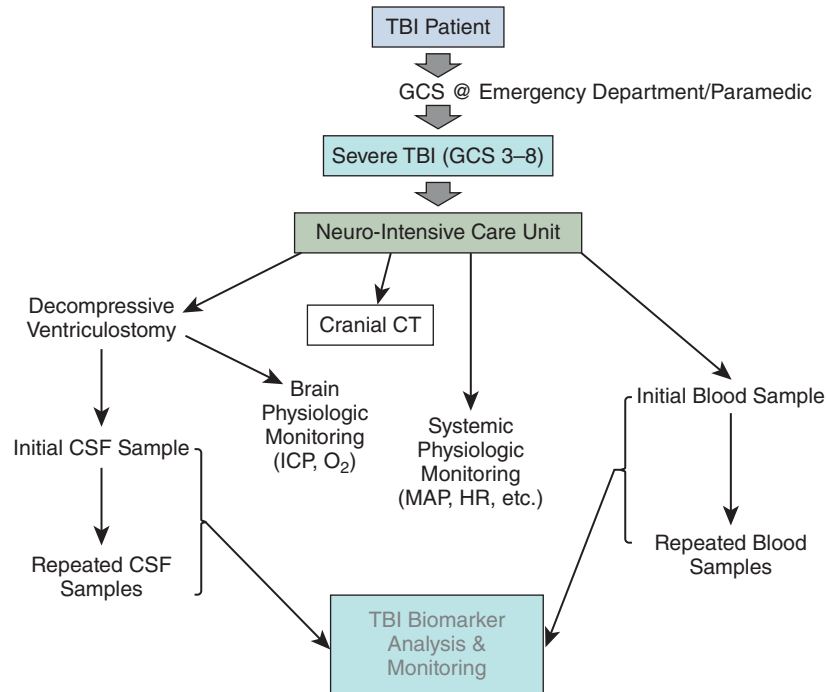 TBI Patient
GCS @ Emergency Department/Paramedic
Severe TBI (GCS 3–8)
Neuro-Intensive Care Unit
Decompressive
Ventriculostomy
Cranial CT
Brain
Physiologic
Monitoring
(ICP, O₂)
Systemic
Physiologic
Monitoring
(MAP, HR, etc.)
Initial Blood Sample
Initial CSF Sample
Repeated CSF
Samples
Repeated Blood
Samples
TBI Biomarker
Analysis &
Monitoring